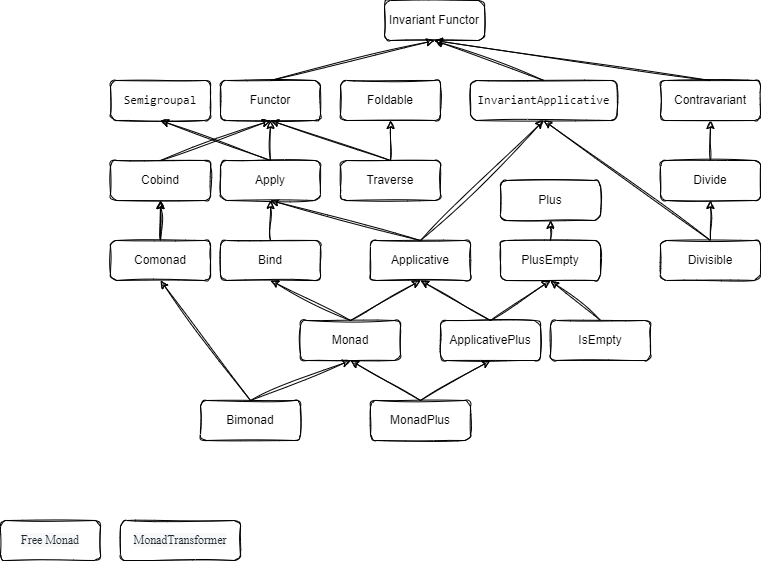 Invariant Functor
Semigroupal
Functor
Foldable
InvariantApplicative
Contravariant
Cobind
Apply
Traverse
Divide
Plus
Comonad
Bind
Applicative
PlusEmpty
Divisible
Monad
ApplicativePlus
IsEmpty
Bimonad
MonadPlus
Free Monad
MonadTransformer